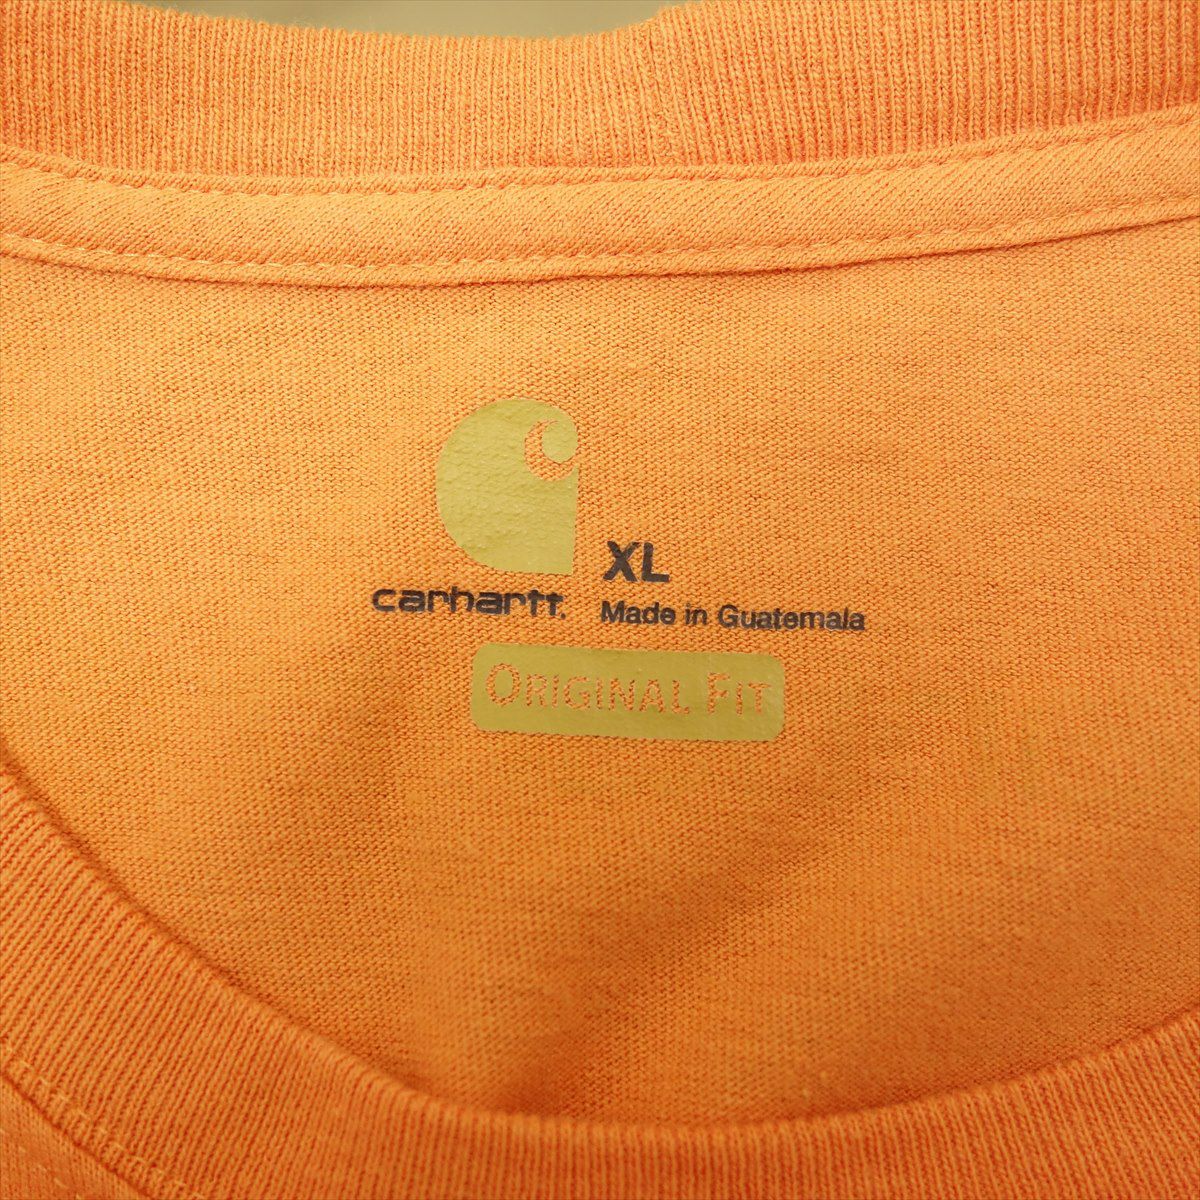 XL
carhartt.
Made in Guatemala
ORIGINAL FIT